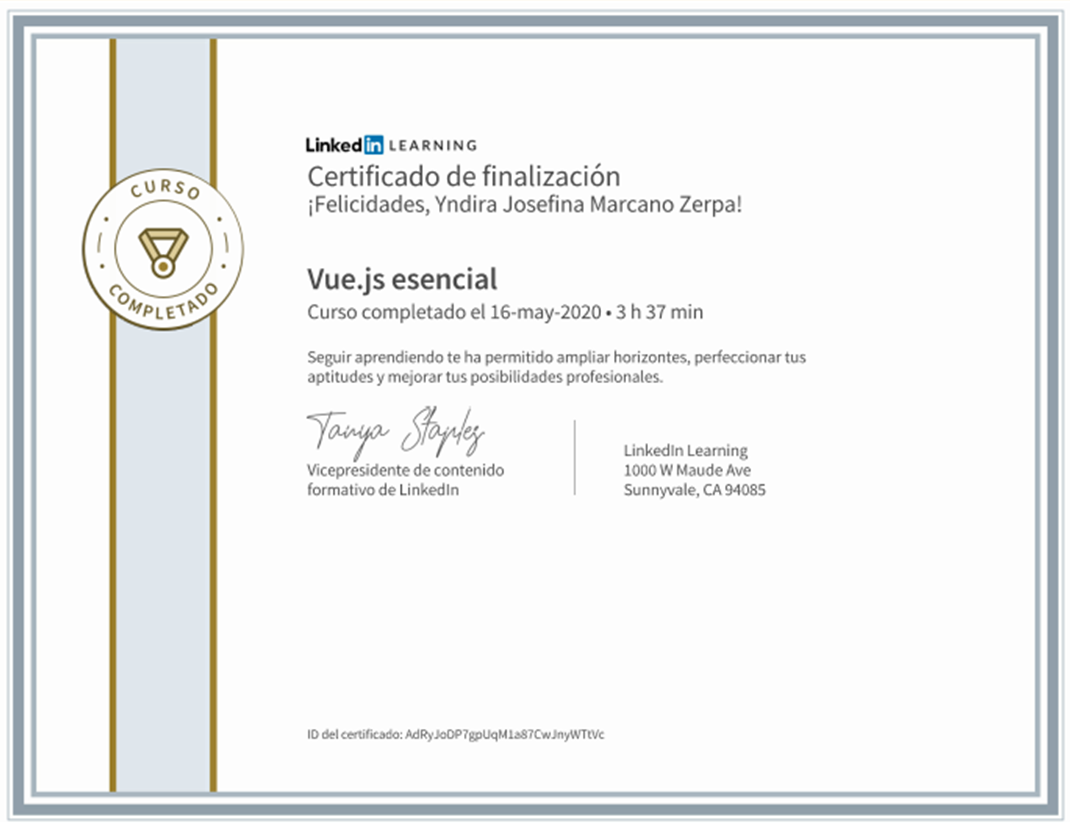 CURSO
COMPLETADO
Linked in LEARNING
Certificado de finalización
¡Felicidades, Yndira Josefina Marcano Zerpa!
Vue.js esencial
Curso completado el 16-may-2020 • 3 h 37 min
Seguir aprendiendo te ha permitido ampliar horizontes, perfeccionar tus
aptitudes y mejorar tus posibilidades profesionales.
Tanya Staples
Vicepresidente de contenido
formativo de LinkedIn
LinkedIn Learning
1000 W Maude Ave
Sunnyvale, CA 94085
ID del certificado: AdRyJoDP7gpUqM1a87CwJnyWTtVc